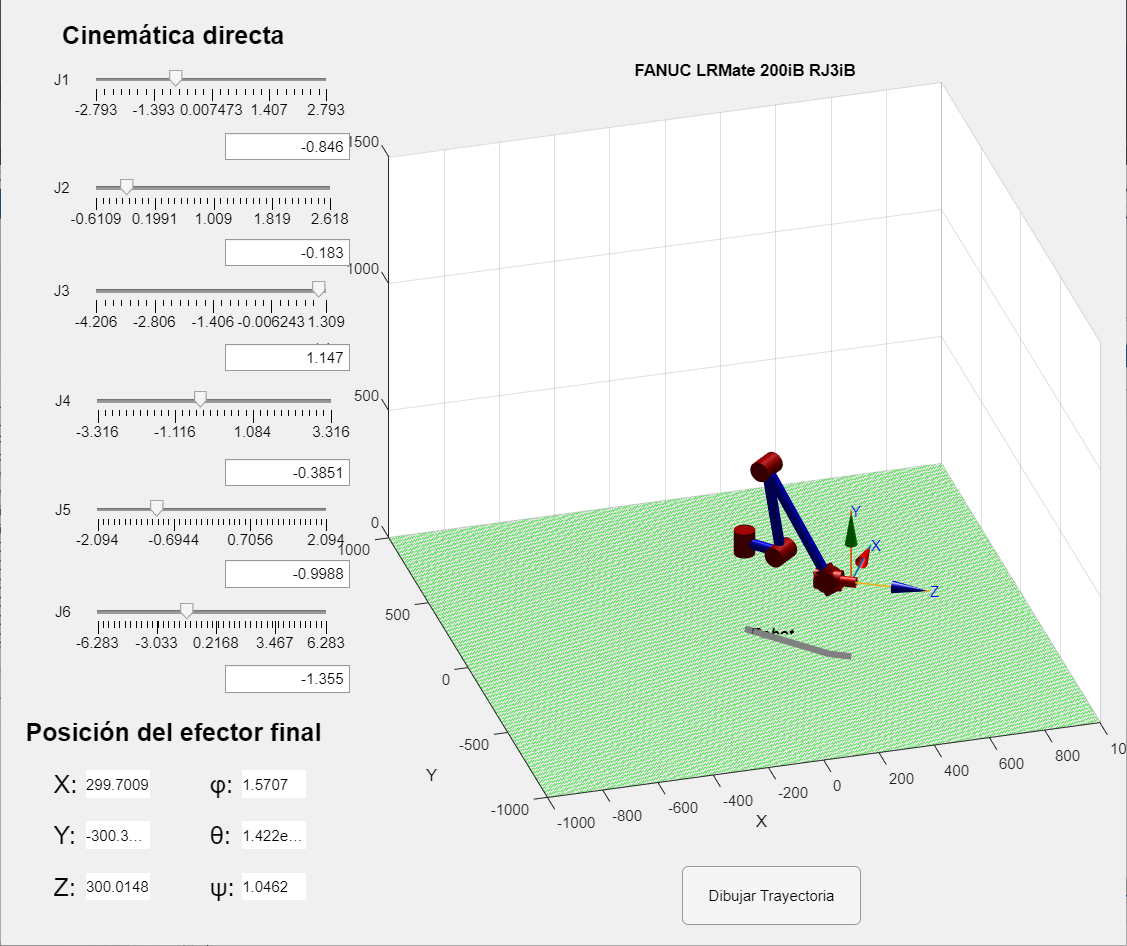 Cinemática directa
J1
-2.793 -1.393 0.007473 1.407 2.793
-0.846
J2
-0.6109 0.1991 1.009 1.819 2.618
-0.183
J3
-4.206 -2.806 -1.406 -0.006243 1.309
1.147
J4
-3.316 -1.116 1.084 3.316
-0.3851
J5
-2.094 -0.6944 0.7056 2.094
-0.9988
J6
-6.283 -3.033 0.2168 3.467 6.283
-1.355
Posición del efector final
X: 299.7009 φ: 1.5707
Y: -300.3... θ: 1.422e...
Z: 300.0148 ψ: 1.0462
FANUC LRMate 200iB RJ3iB
1500
1000
500
0
1000
500
0
-500
-1000
Y
-1000 -800 -600 -400 -200 0 200 400 600 800 10
X
Y
X
Z
Robot
Dibujar Trayectoria